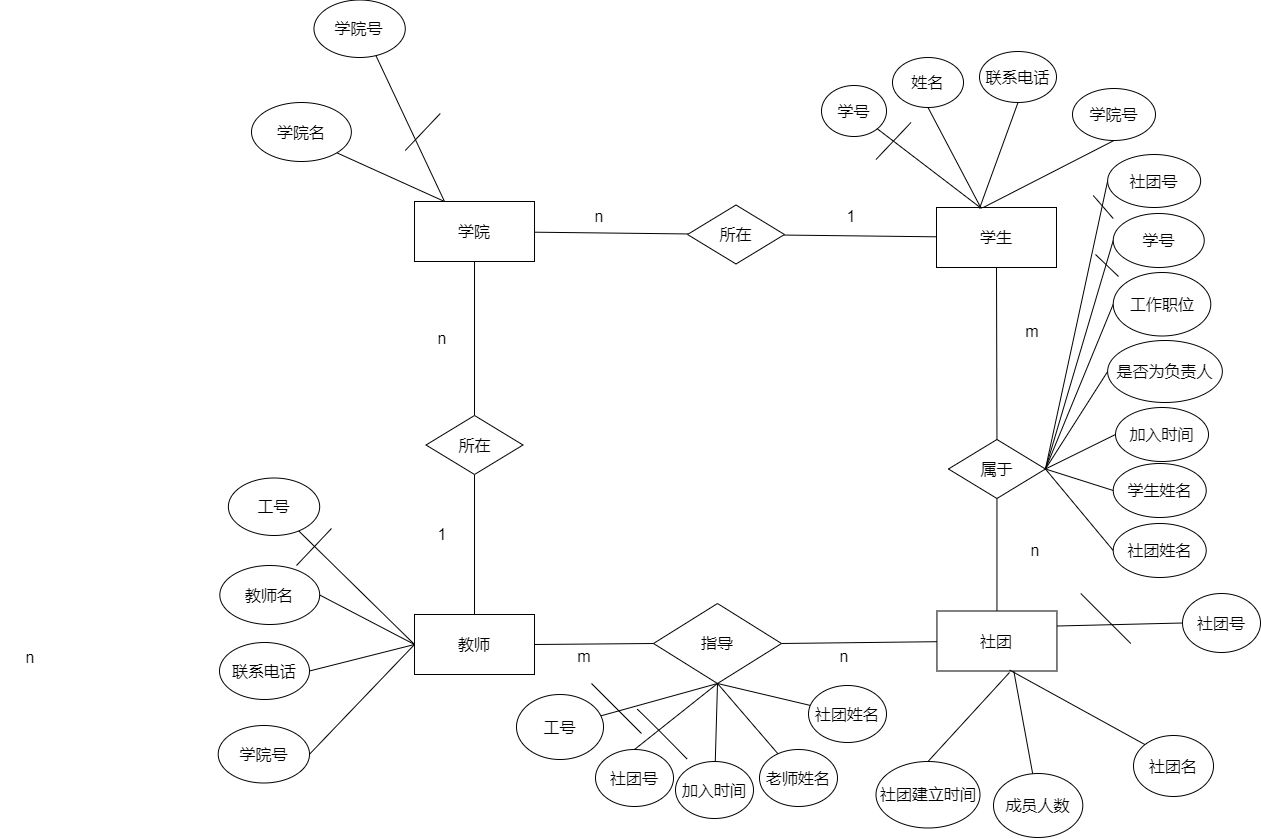 学院号
学院名
学院
n
所在
1
学生
学号
姓名
联系电话
学院号
社团号
学号
工作职位
是否为负责人
加入时间
学生姓名
社团姓名
m
属于
n
n
所在
1
工号
教师名
联系电话
学院号
教师
m
指导
n
社团
社团号
工号
社团号
加入时间
老师姓名
社团姓名
社团建立时间
成员人数
社团名
n